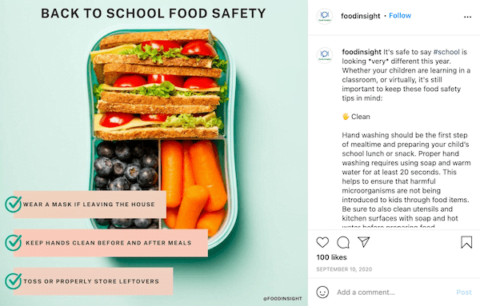 BACK TO SCHOOL FOOD SAFETY
WEAR A MASK IF LEAVING THE HOUSE
KEEP HANDS CLEAN BEFORE AND AFTER MEALS
TOSS OR PROPERLY STORE LEFTOVERS
@FOODINSIGHT
foodinsight • Follow
foodinsight It's safe to say #school is
looking *very* different this year.
Whether your children are learning in a
classroom, or virtually, it's still
important to keep these food safety
tips in mind:
🖐 Clean
Hand washing should be the first step
of mealtime and preparing your child's
school lunch or snack. Proper hand
washing requires using soap and warm
water for at least 20 seconds. This
helps to ensure that harmful
microorganisms are not being
introduced to kids through food items.
Be sure to also clean utensils and
kitchen surfaces with soap and hot
water before preparing food
100 likes
SEPTEMBER 18, 2020
Add a comment...
Post